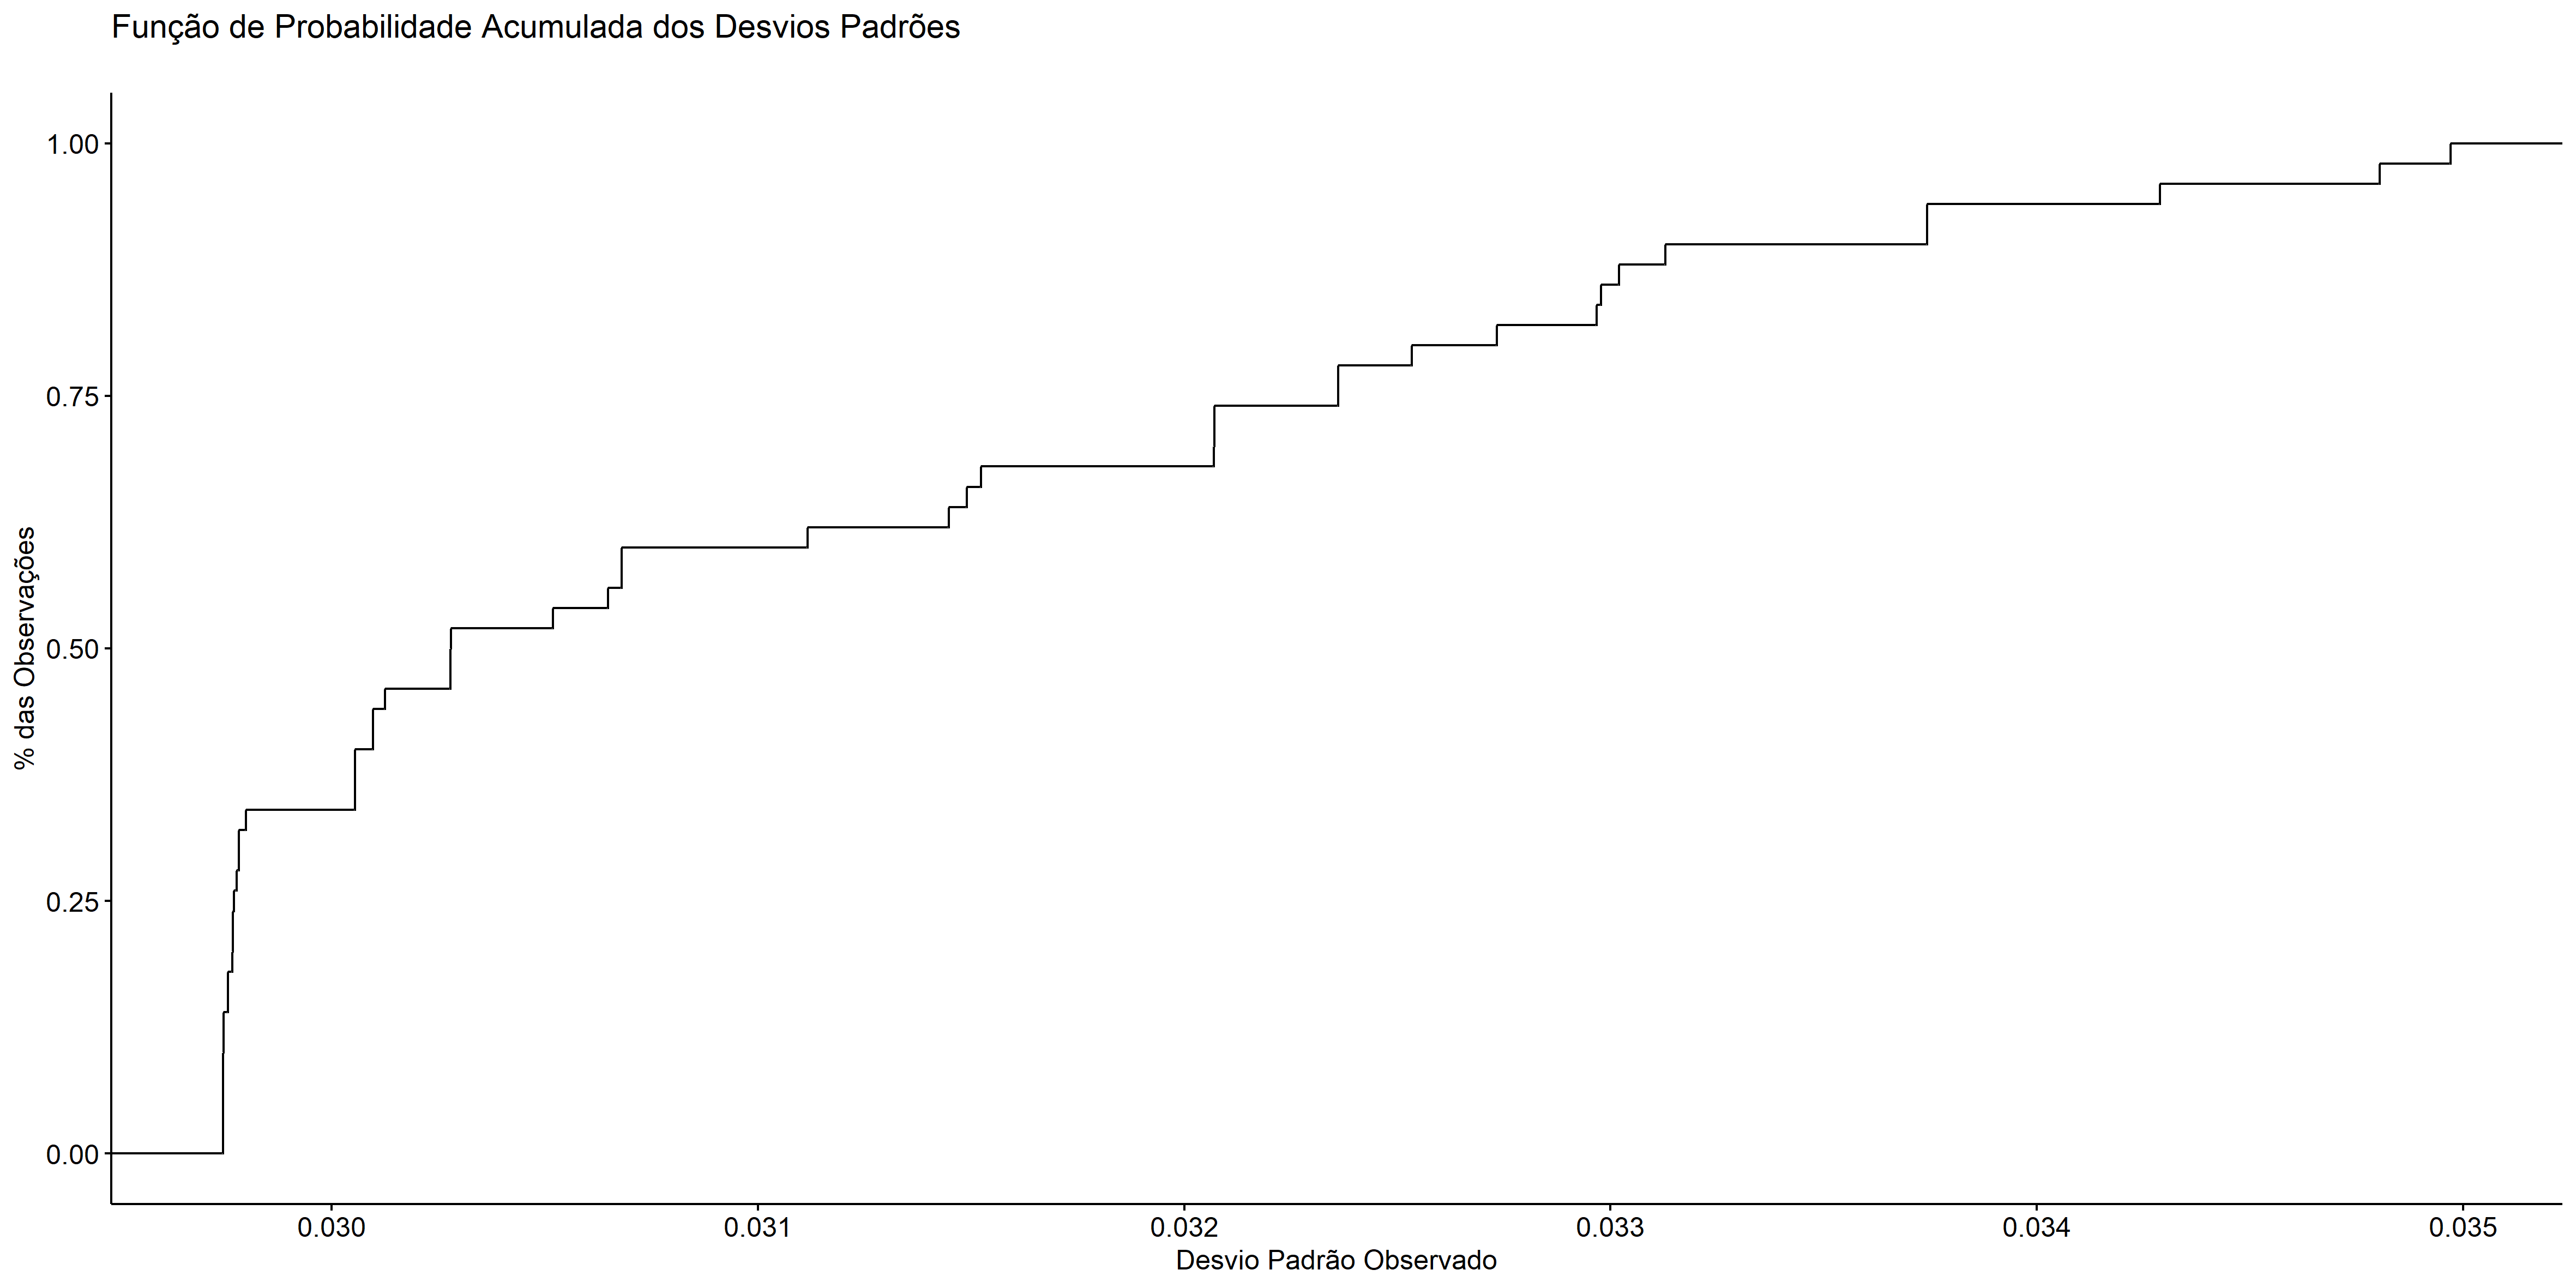 Função de Probabilidade Acumulada dos Desvios Padrões
1.00
0.75
0.50
0.25
0.00
% das Observações
0.030 0.031 0.032 0.033 0.034 0.035
Desvio Padrão Observado